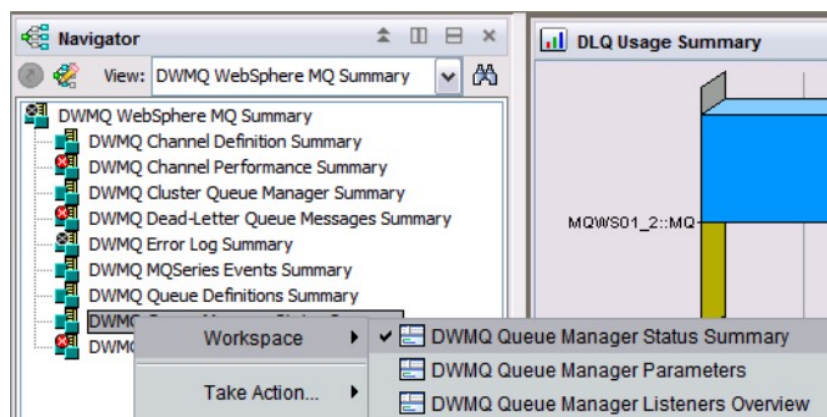 Navigator
View: DWMQ WebSphere MQ Summary
DWMQ WebSphere MQ Summary
DWMQ Channel Definition Summary
DWMQ Channel Performance Summary
DWMQ Cluster Queue Manager Summary
DWMQ Dead-Letter Queue Messages Summary
DWMQ Error Log Summary
DWMQ MQSeries Events Summary
DWMQ Queue Definitions Summary
DWMQ
DWMQ
Workspace
Take Action...
DWMQ Queue Manager Status Summary
DWMQ Queue Manager Parameters
DWMQ Queue Manager Listeners Overview
DLQ Usage Summary
MQWS01_2::MQ